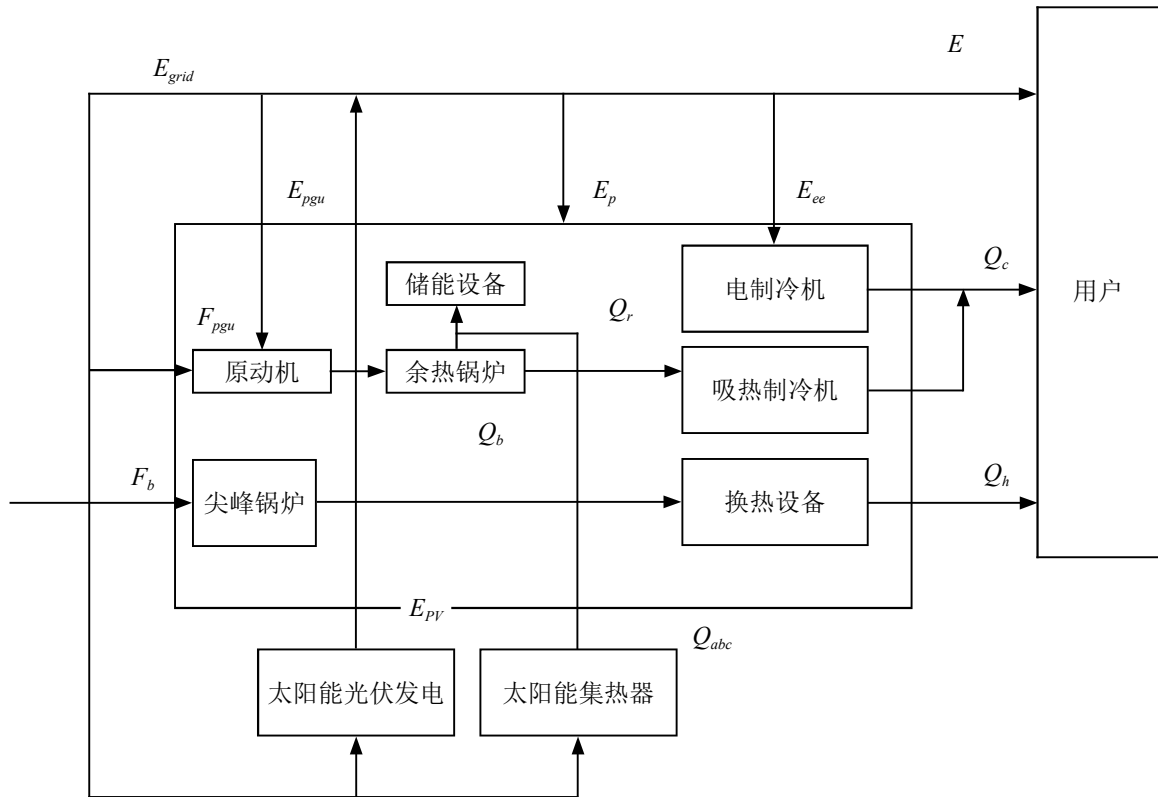 E
E_grid
E_pgu
E_p
E_ee
储能设备
电制冷机
Q_c
用户
Q_r
F_pgu
原动机
余热锅炉
吸热制冷机
Q_b
F_b
尖峰锅炉
换热设备
Q_h
E_PV
Q_abc
太阳能光伏发电
太阳能集热器